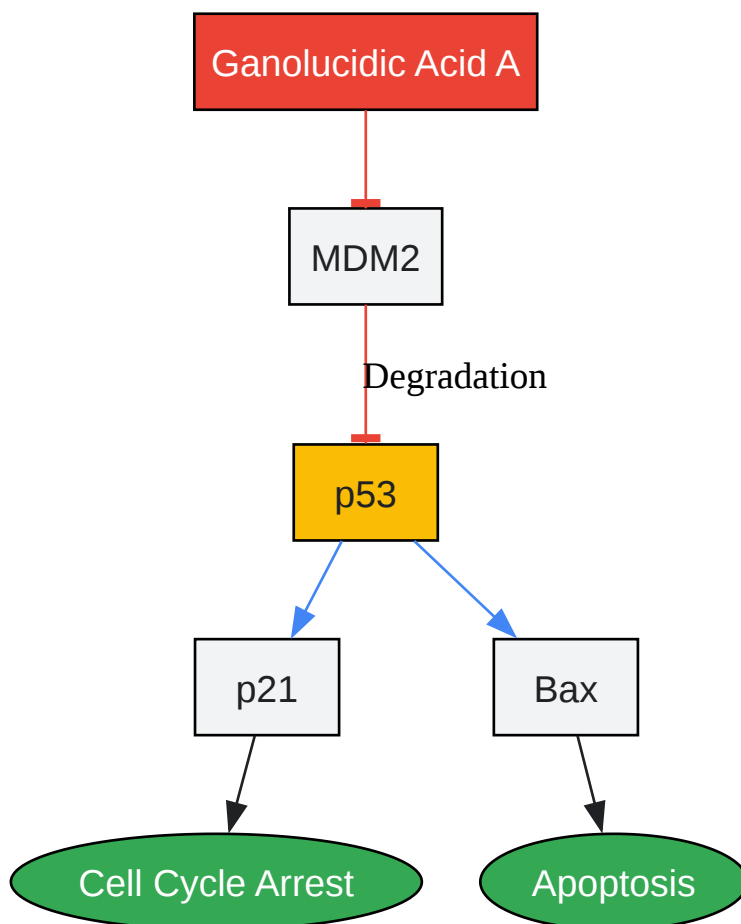 Ganolucidic Acid A
MDM2
Degradation
p53
p21
Bax
Cell Cycle Arrest
Apoptosis